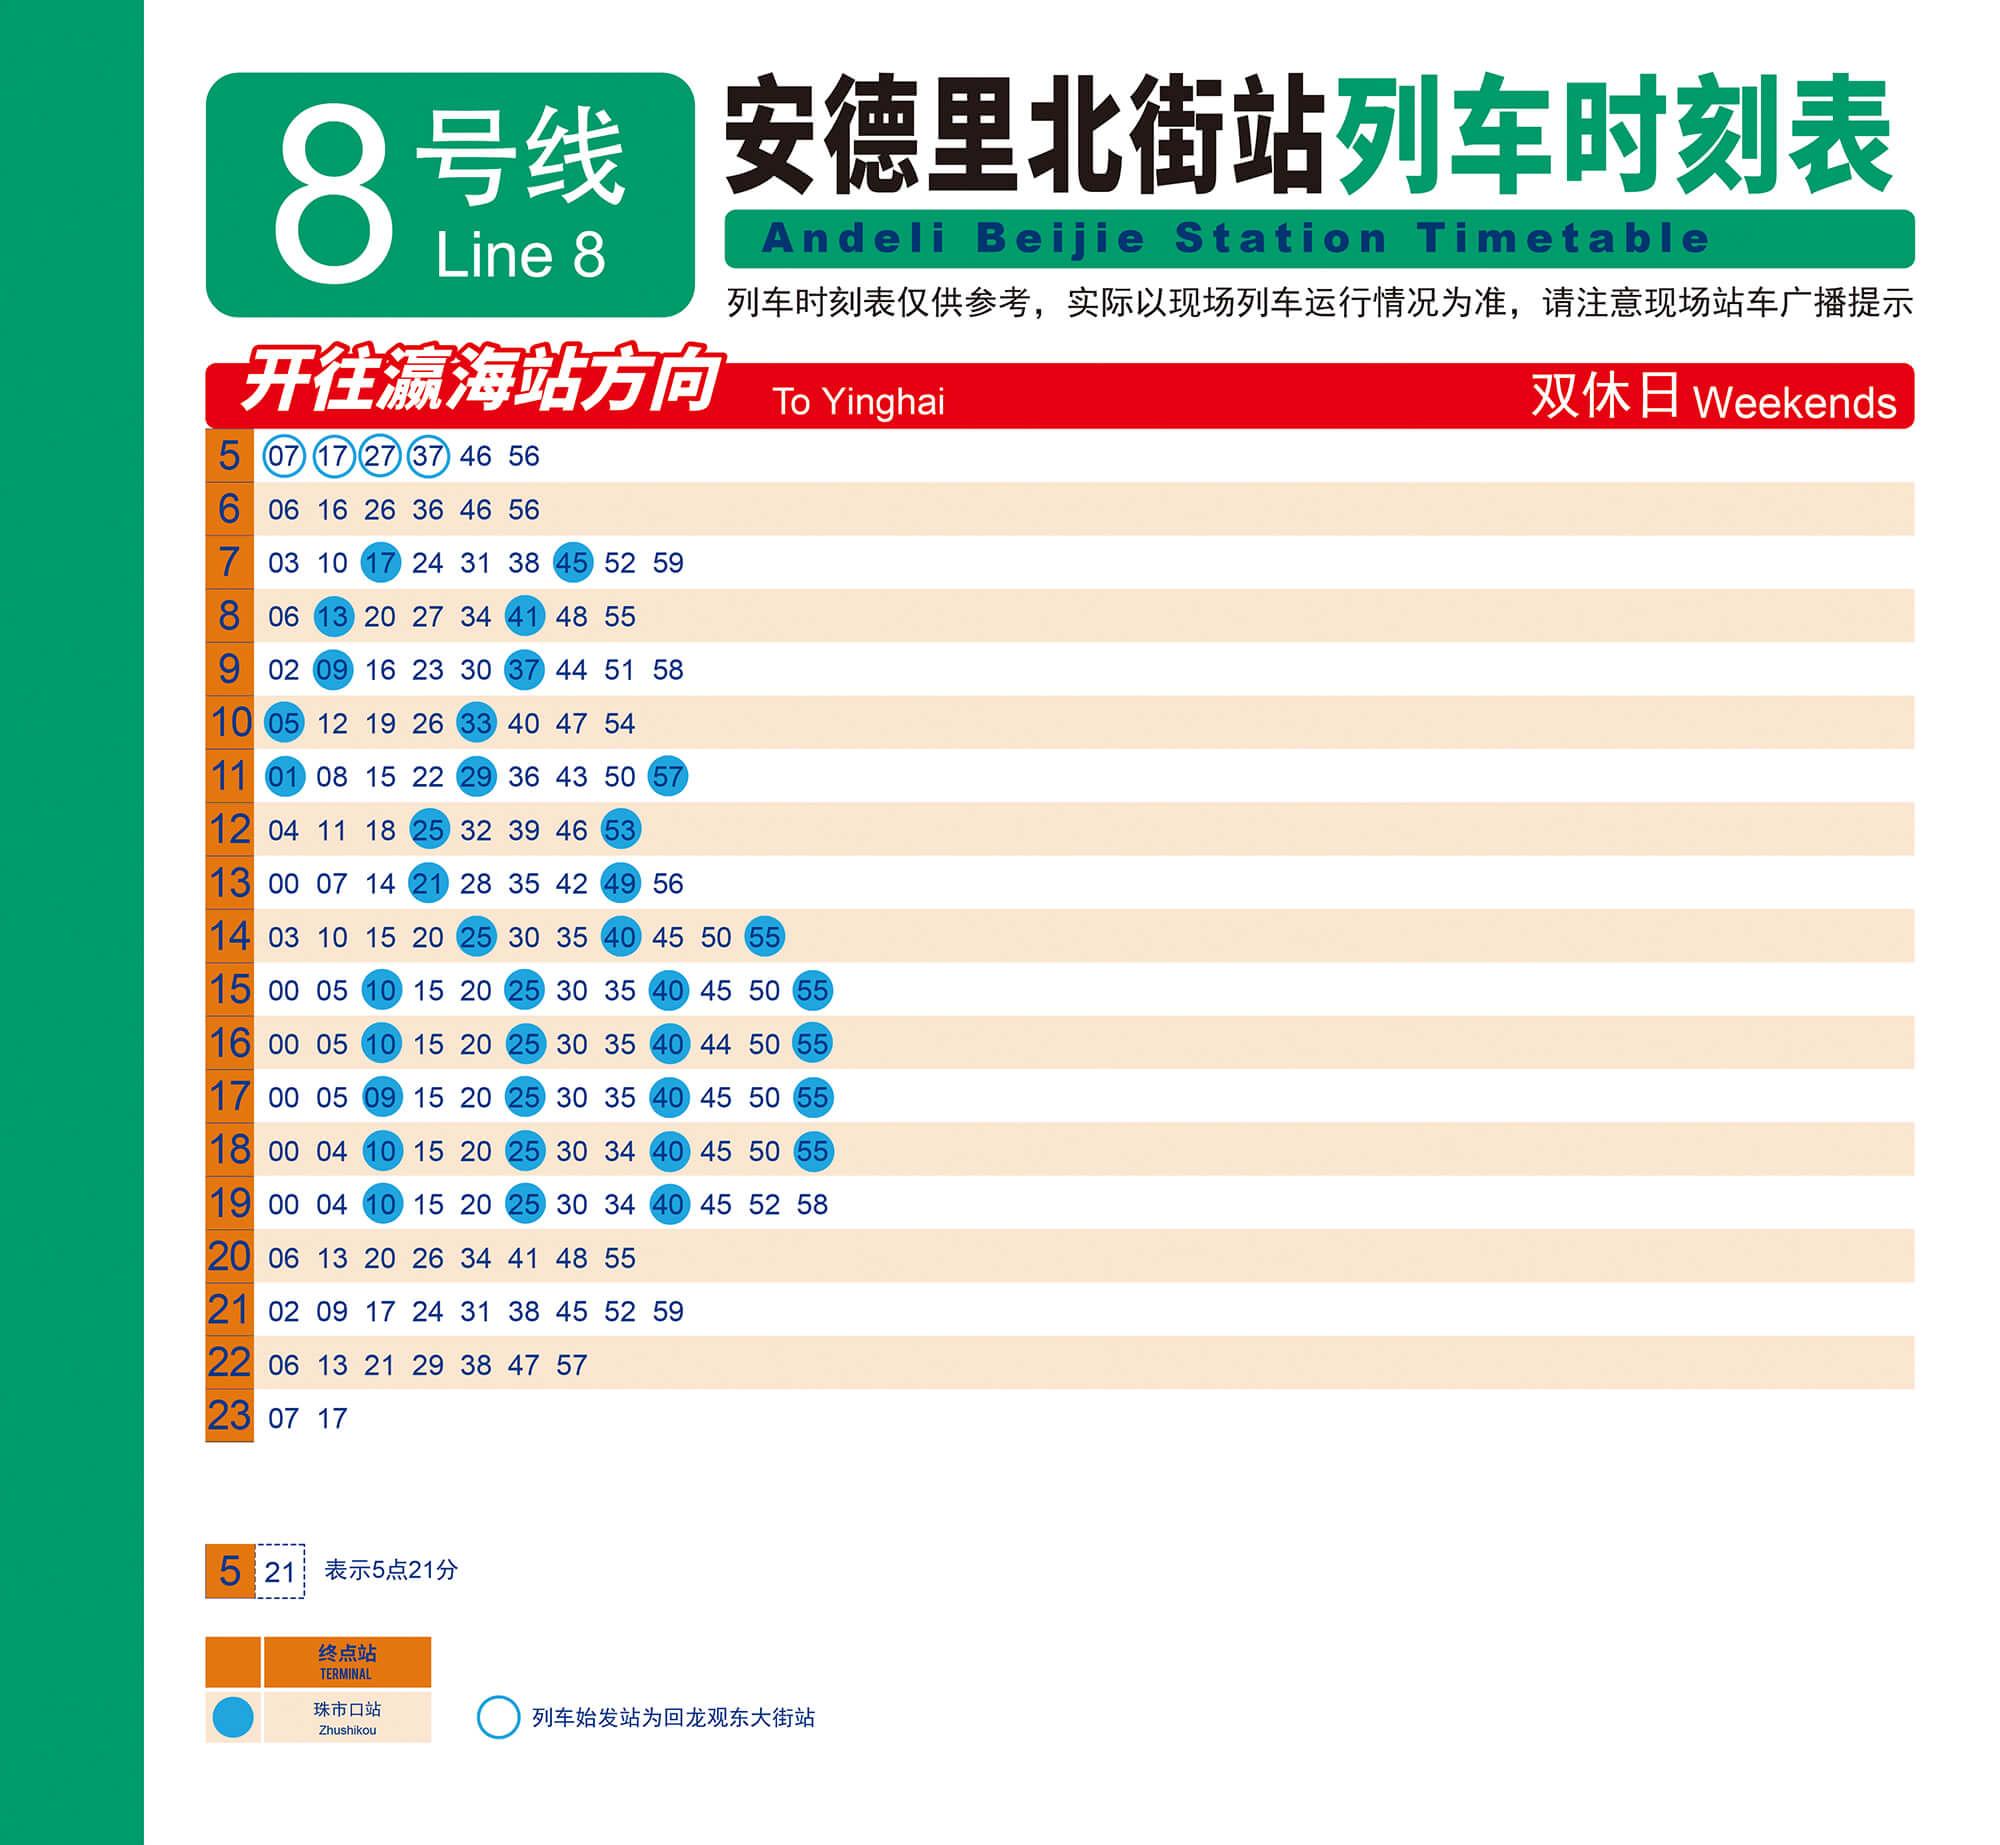 8号线
Line 8
安德里北街站列车时刻表
Andeli Beijie Station Timetable
列车时刻表仅供参考，实际以现场列车运行情况为准，请注意现场站车广播提示
开往瀛海站方向 To Yinghai 双休日 Weekends
5 07 17 27 37 46 56
6 06 16 26 36 46 56
7 03 10 17 24 31 38 45 52 59
8 06 13 20 27 34 41 48 55
9 02 09 16 23 30 37 44 51 58
10 05 12 19 26 33 40 47 54
11 01 08 15 22 29 36 43 50 57
12 04 11 18 25 32 39 46 53
13 00 07 14 21 28 35 42 49 56
14 03 10 15 20 25 30 35 40 45 50 55
15 00 05 10 15 20 25 30 35 40 45 50 55
16 00 05 10 15 20 25 30 35 40 44 50 55
17 00 05 09 15 20 25 30 35 40 45 50 55
18 00 04 10 15 20 25 30 34 40 45 50 55
19 00 04 10 15 20 25 30 34 40 45 52 58
20 06 13 20 26 34 41 48 55
21 02 09 17 24 31 38 45 52 59
22 06 13 21 29 38 47 57
23 07 17
5 21 表示5点21分
终点站
TERMINAL
珠市口站
Zhushikou
列车始发站为回龙观东大街站